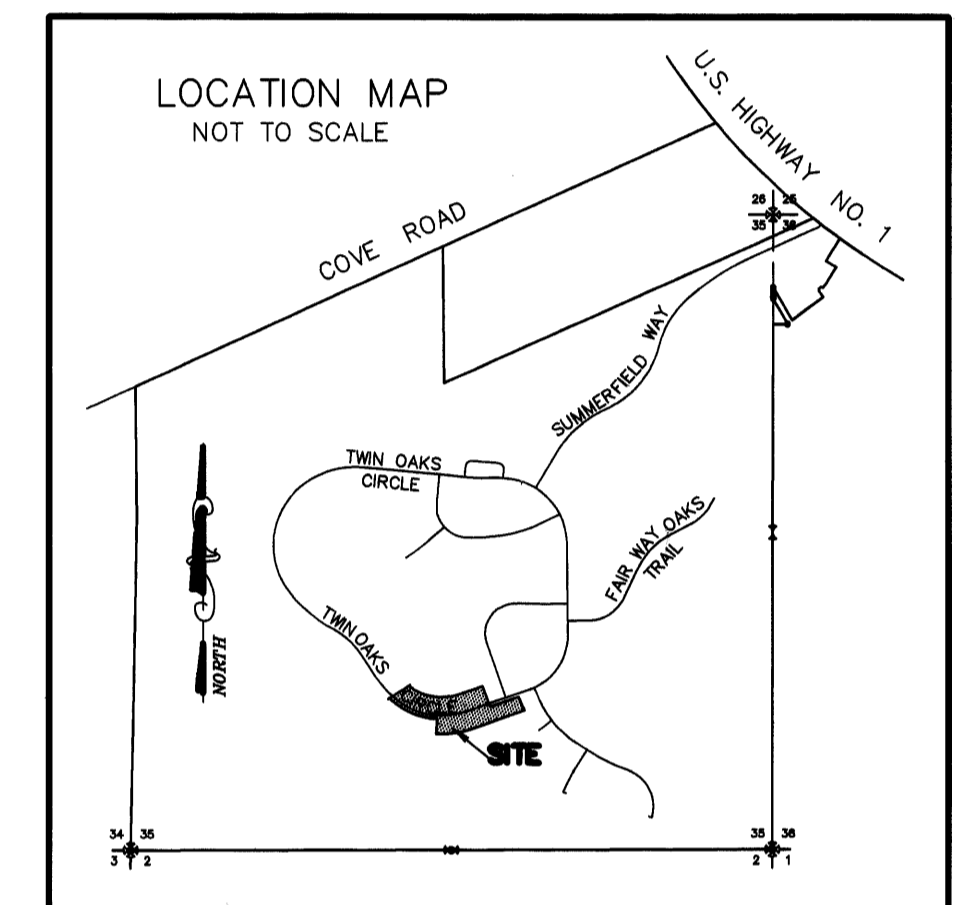 LOCATION MAP
NOT TO SCALE
U.S. HIGHWAY NO. 1
COVE ROAD
26 25
35 36
SUMMERFIELD WAY
TWIN OAKS
CIRCLE
FAIR WAY OAKS
TRAIL
TWIN OAKS
CIRCLE
NORTH
SITE
34 35
3 2
35 36
2 1